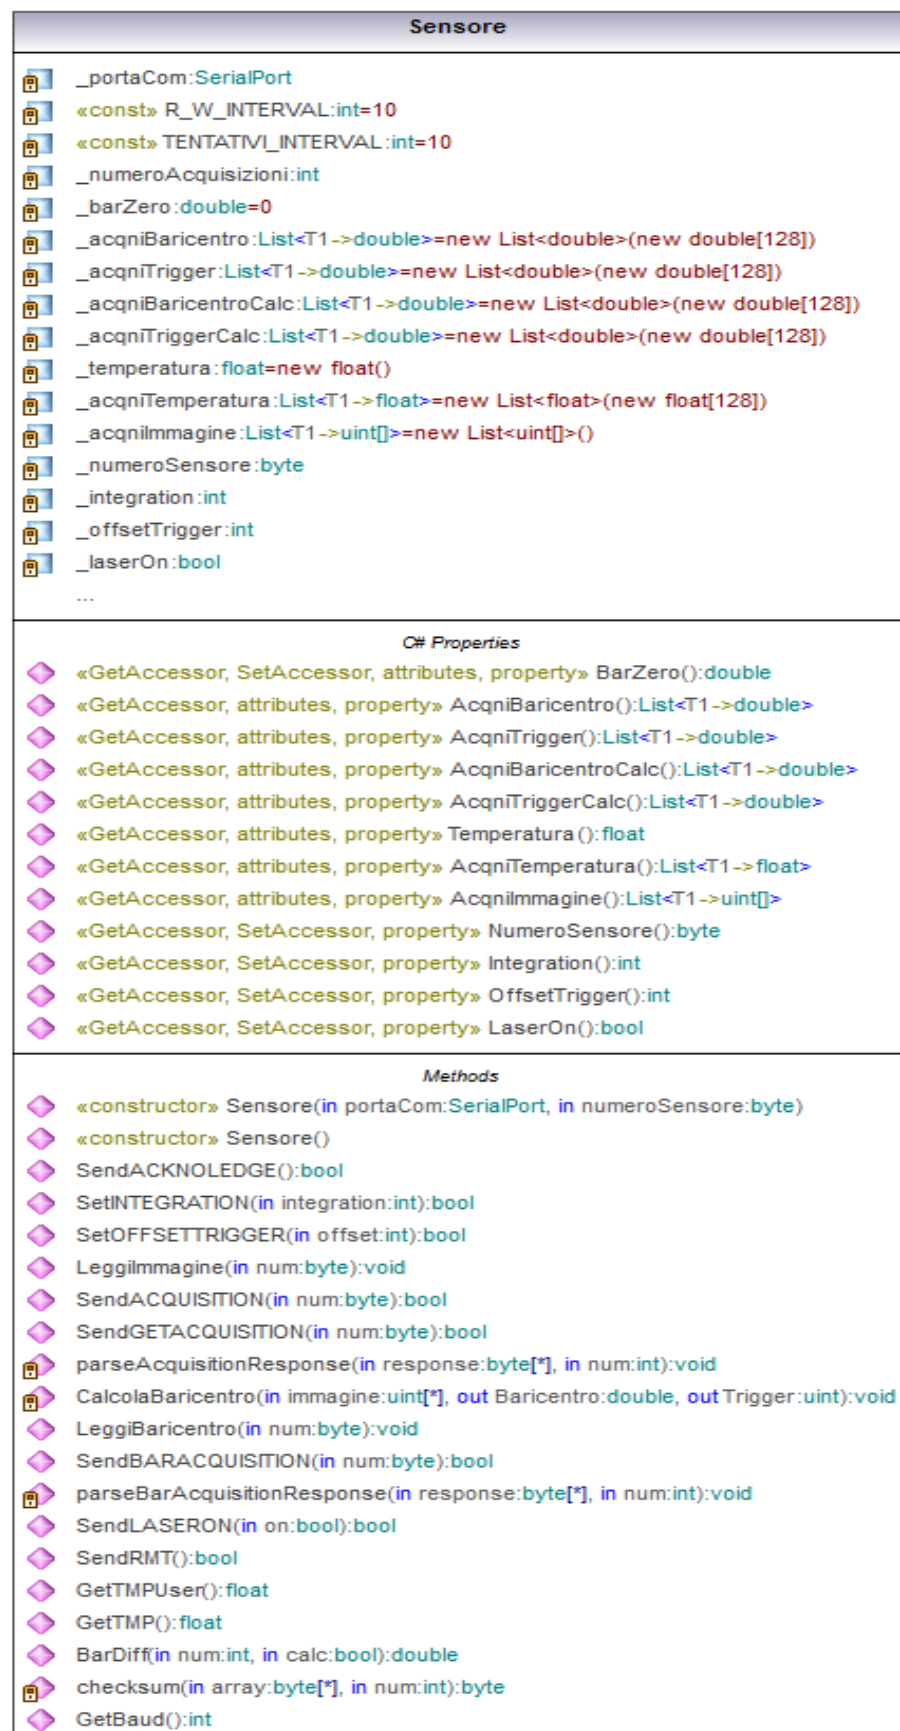 Sensore
_portaCom:SerialPort
«const» R_W_INTERVAL:int=10
«const» TENTATIVI_INTERVAL:int=10
_numeroAcquisizioni:int
_barZero:double=0
_acqniBaricentro:List<T1->double>=new List<double>(new double[128])
_acqniTrigger:List<T1->double>=new List<double>(new double[128])
_acqniBaricentroCalc:List<T1->double>=new List<double>(new double[128])
_acqniTriggerCalc:List<T1->double>=new List<double>(new double[128])
_temperatura:float=new float()
_acqniTemperatura:List<T1->float>=new List<float>(new float[128])
_acqniImmagine:List<T1->uint[]>=new List<uint[]>()
_numeroSensore:byte
_integration:int
_offsetTrigger:int
_laserOn:bool
...
C# Properties
«GetAccessor, SetAccessor, attributes, property» BarZero():double
«GetAccessor, attributes, property» AcqniBaricentro():List<T1->double>
«GetAccessor, attributes, property» AcqniTrigger():List<T1->double>
«GetAccessor, attributes, property» AcqniBaricentroCalc():List<T1->double>
«GetAccessor, attributes, property» AcqniTriggerCalc():List<T1->double>
«GetAccessor, attributes, property» Temperatura():float
«GetAccessor, attributes, property» AcqniTemperatura():List<T1->float>
«GetAccessor, attributes, property» AcqniImmagine():List<T1->uint[]>
«GetAccessor, SetAccessor, property» NumeroSensore():byte
«GetAccessor, SetAccessor, property» Integration():int
«GetAccessor, SetAccessor, property» OffsetTrigger():int
«GetAccessor, SetAccessor, property» LaserOn():bool
Methods
«constructor» Sensore(in portaCom:SerialPort, in numeroSensore:byte)
«constructor» Sensore()
SendACKNOLEDGE():bool
SetINTEGRATION(in integration:int):bool
SetOFFSETTRIGGER(in offset:int):bool
LeggiImmagine(in num:byte):void
SendACQUISITION(in num:byte):bool
SendGETACQUISITION(in num:byte):bool
parseAcquisitionResponse(in response:byte[*], in num:int):void
CalcolaBaricentro(in immagine:uint[*], out Baricentro:double, out Trigger:uint):void
LeggiBaricentro(in num:byte):void
SendBARACQUISITION(in num:byte):bool
parseBarAcquisitionResponse(in response:byte[*], in num:int):void
SendLASERON(in on:bool):bool
SendRMT():bool
GetTMPUser():float
GetTMP():float
BarDiff(in num:int, in calc:bool):double
checksum(in array:byte[*], in num:int):byte
GetBaud():int